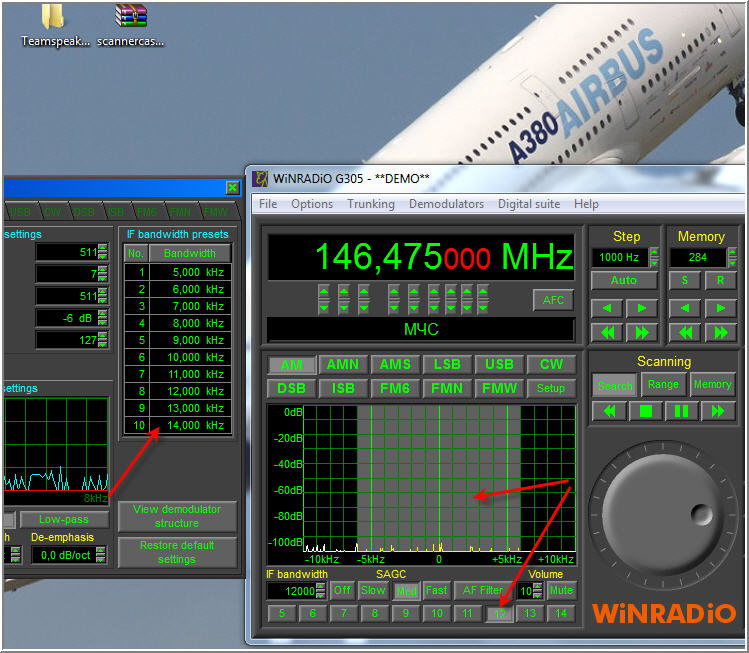 Teamspeak... scannercas...
A380 AIRBUS
WiNRADiO G305 - **DEMO**
File Options Trunking Demodulators Digital suite Help
USB CW DSB ISB FM6 FMN FMW
settings
511
7
511
-6 dB
127
IF bandwidth presets
No. Bandwidth
1 5,000 kHz
2 6,000 kHz
3 7,000 kHz
4 8,000 kHz
5 9,000 kHz
6 10,000 kHz
7 11,000 kHz
8 12,000 kHz
9 13,000 kHz
10 14,000 kHz
settings
8kHz
Low-pass
De-emphasis
0,0 dB/oct
View demodulator
structure
Restore default
settings
146,475000 MHz
AFC
МЧС
Step
1000 Hz
Auto
Memory
284
S R
AM AMN AMS LSB USB CW
DSB ISB FM6 FMN FMW Setup
0dB
-20dB
-40dB
-60dB
-80dB
-100dB
-10kHz -5kHz 0 +5kHz +10kHz
Scanning
Search Range Memory
IF bandwidth SAGC Volume
12000 Off Slow Med Fast AF Filter 10 Mute
5 6 7 8 9 10 11 12 13 14
WiNRADiO